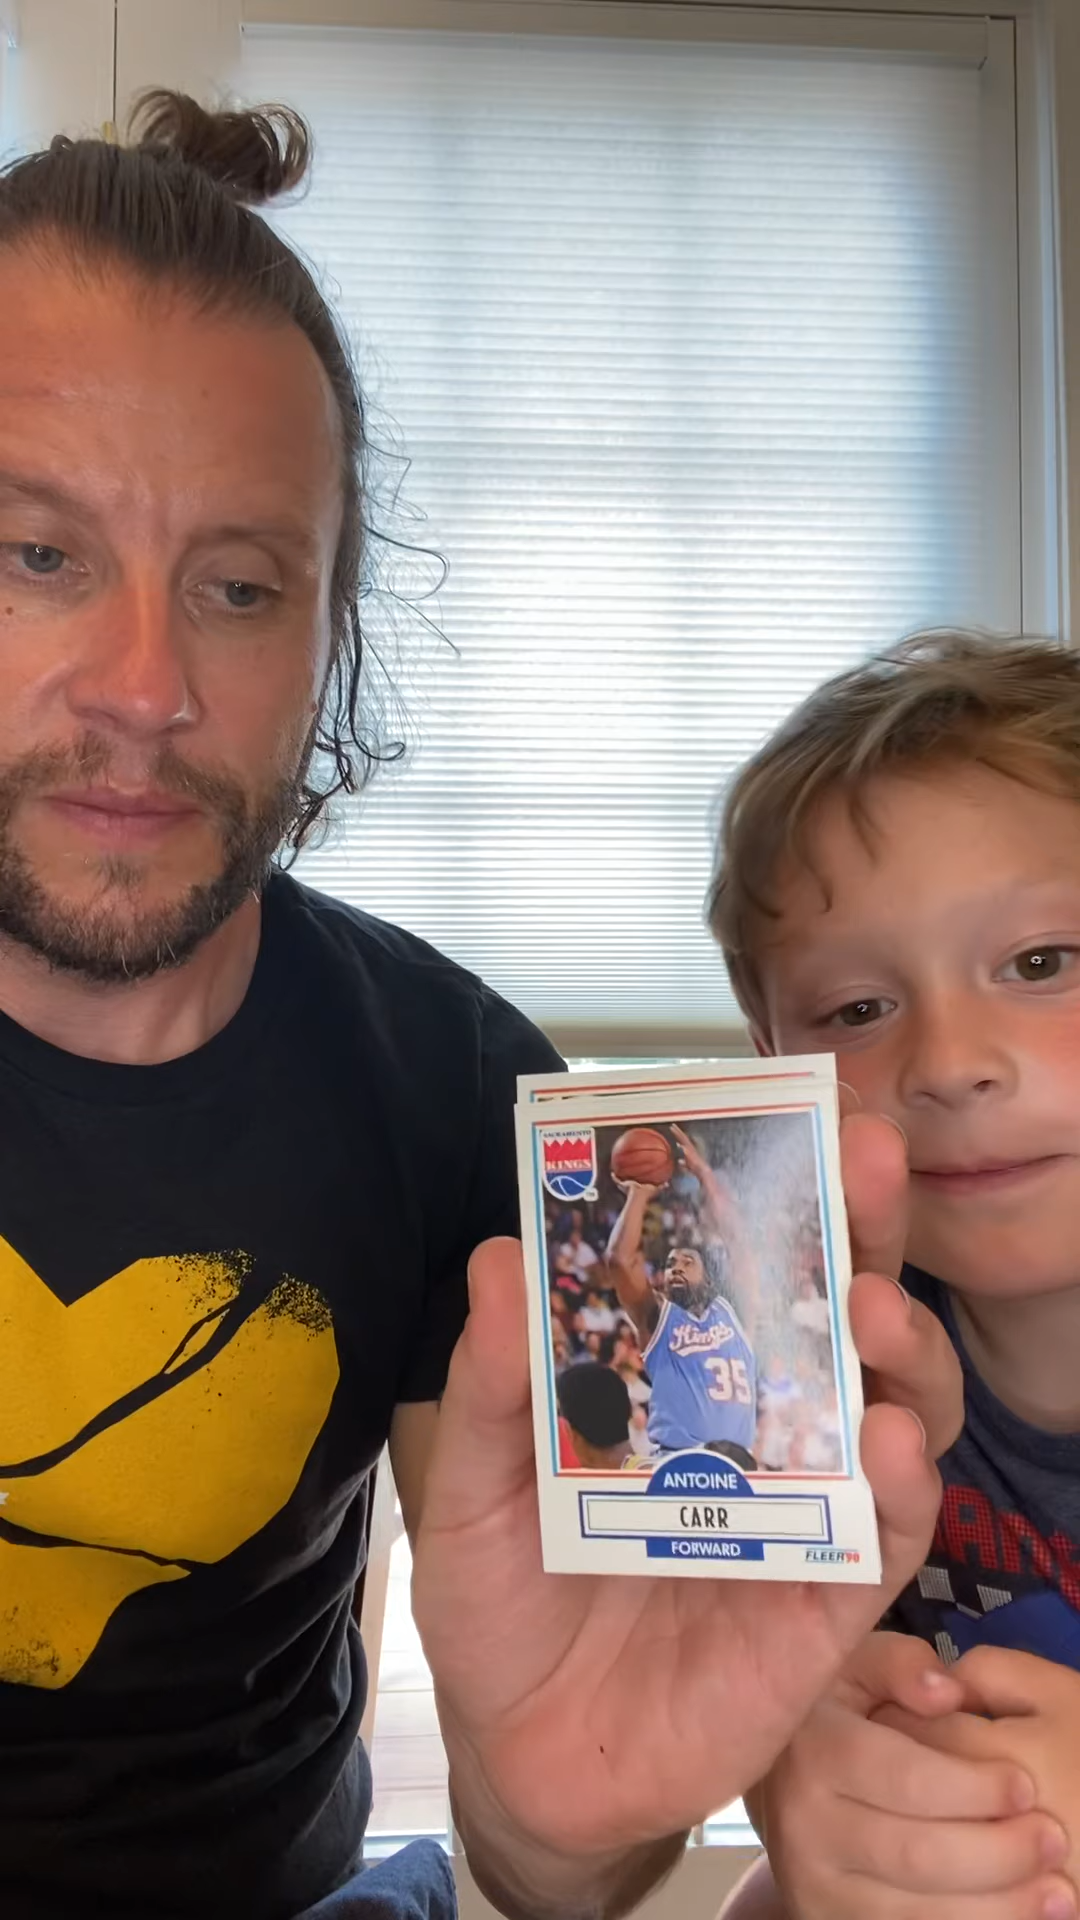 SACRAMENTO
KINGS
Kings
35
ANTOINE
CARR
FORWARD
FLEER'90